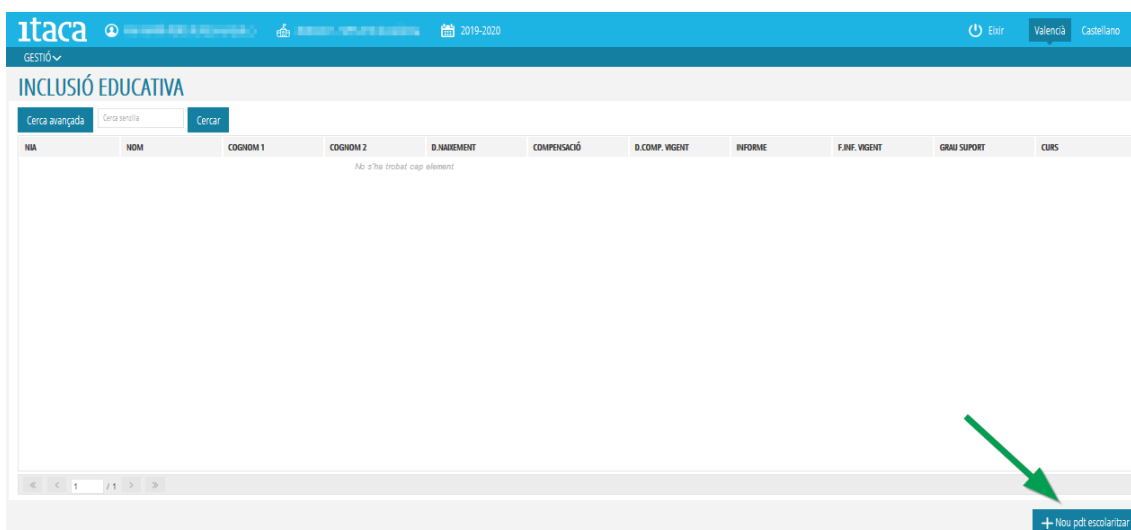 ıtaca 2019-2020 Eixir Valencià Castellano
GESTIÓ
INCLUSIÓ EDUCATIVA
Cerca avançada Cerca senzilla Cercar
NIA NOM COGNOM 1 COGNOM 2 D.NAIXEMENT COMPENSACIÓ D.COMP. VIGENT INFORME F.INF. VIGENT GRAU SUPORT CURS
No s'ha trobat cap element
« < 1 / 1 > »
+ Nou pdt escolaritzar